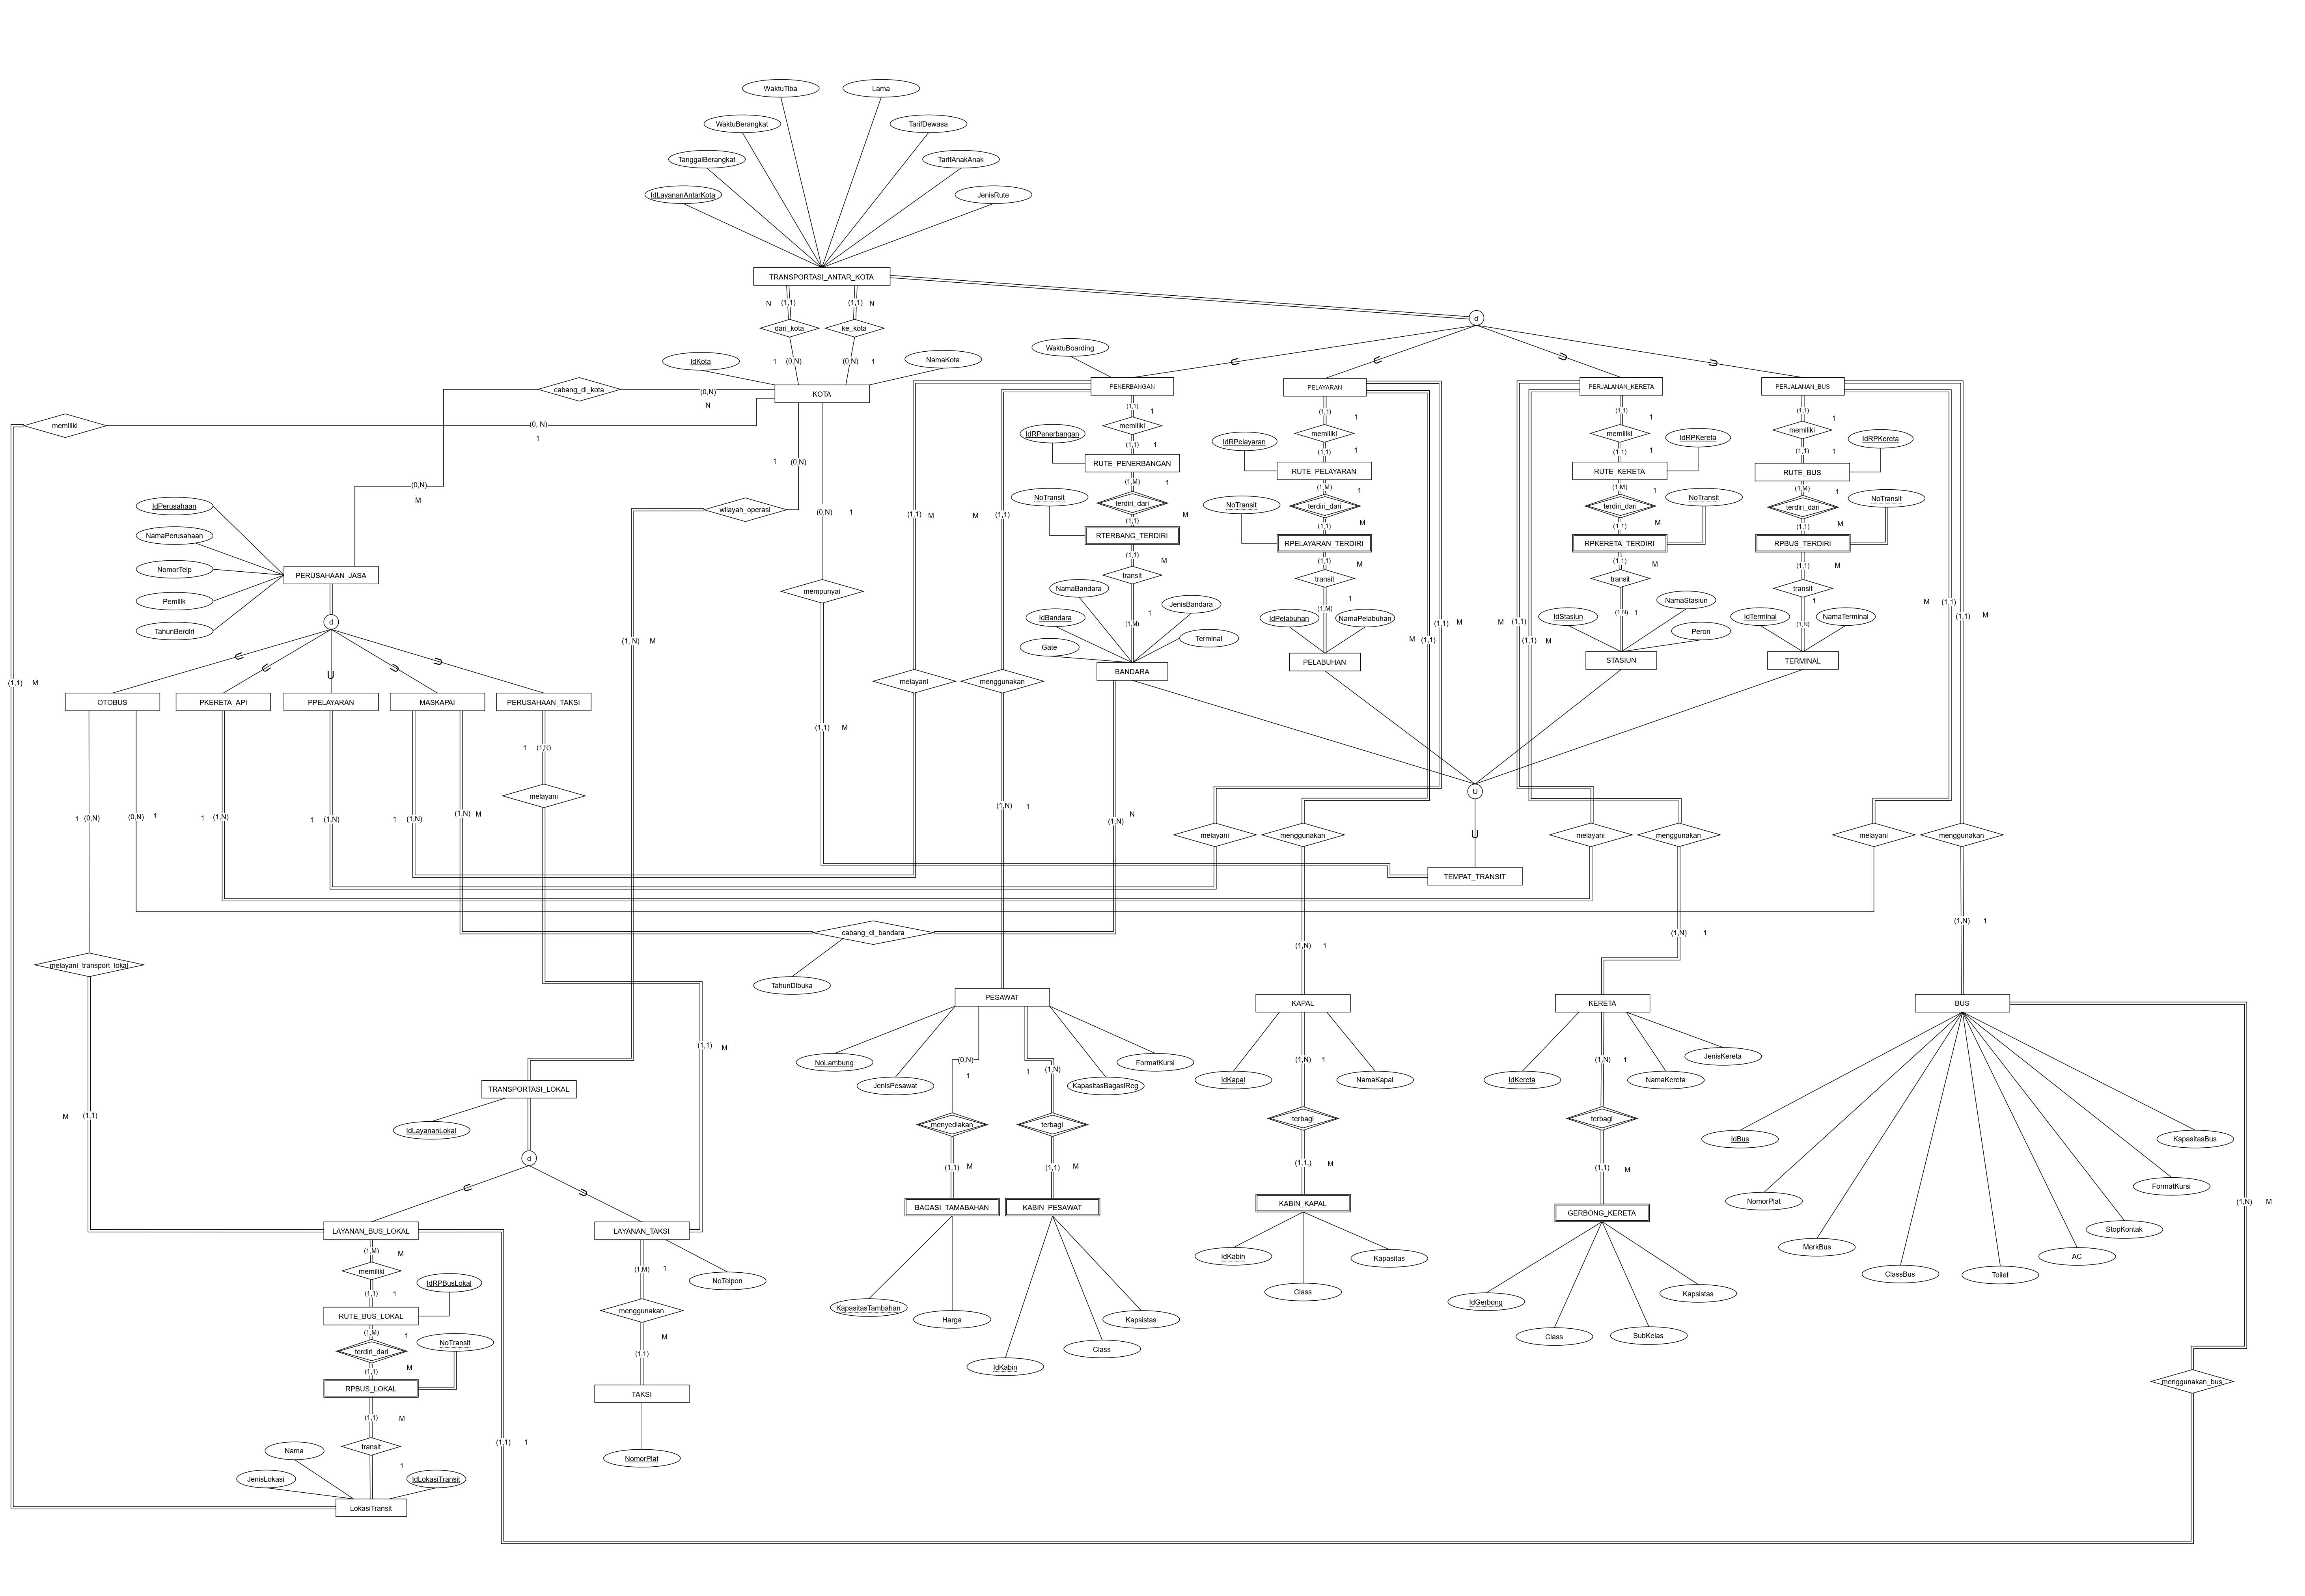 WaktuTiba
Lama
WaktuBerangkat
TarifDewasa
TanggalBerangkat
TarifAnakAnak
IdLayananAntarKota
JenisRute
TRANSPORTASI_ANTAR_KOTA
N (1,1) (1,1) N
d
dari_kota
ke_kota
WaktuBoarding
IdKota
1 (0,N) (0,N) 1
NamaKota
U U U U
cabang_di_kota
(0,N)
N
KOTA
PENERBANGAN
PELAYARAN
PERJALANAN_KERETA
PERJALANAN_BUS
(1,1) 1
(1,1) 1
(1,1) 1
(1,1) 1
memiliki
(0, N)
1
memiliki
memiliki
memiliki
memiliki
IdRPenerbangan
IdRPelayaran
IdRPKereta
IdRPKereta
(1,1) 1
(1,1) 1
(1,1) 1
(1,1) 1
RUTE_PENERBANGAN
RUTE_PELAYARAN
RUTE_KERETA
RUTE_BUS
1 (0,N)
(0,N)
M
(1,M) 1
(1,M) 1
(1,M) 1
(1,M) 1
NoTransit
NoTransit
NoTransit
NoTransit
terdiri_dari
terdiri_dari
terdiri_dari
terdiri_dari
IdPerusahaan
wilayah_operasi
(0,N) 1
(1,1) M
M (1,1)
(1,1) M
(1,1) M
(1,1) M
(1,1) M
NamaPerusahaan
RTERBANG_TERDIRI
RPELAYARAN_TERDIRI
RPKERETA_TERDIRI
RPBUS_TERDIRI
(1,1) M
(1,1) M
(1,1) M
(1,1) M
NomorTelp
PERUSAHAAN_JASA
transit
transit
transit
transit
Pemilik
mempunyai
NamaBandara
JenisBandara
IdBandara
Terminal
Gate
1
(1,M)
1
(1,M)
(1,N) 1
1
(1,N)
IdPelabuhan
NamaPelabuhan
IdStasiun
NamaStasiun
Peron
IdTerminal
NamaTerminal
M (1,1)
(1,1) M
TahunBerdiri
d
(1, N) M
M (1,1)
(1,1) M
M (1,1)
(1,1) M
BANDARA
PELABUHAN
STASIUN
TERMINAL
U U U U U
(1,1) M
melayani
menggunakan
OTOBUS
PKERETA_API
PPELAYARAN
MASKAPAI
PERUSAHAAN_TAKSI
(1,1) M
1 (1,N)
U
melayani
1 (0,N)
(0,N) 1
1 (1,N)
1 (1,N)
1 (1,N)
(1,N) M
(1,N) 1
N
(1,N)
melayani
menggunakan
U
melayani
menggunakan
melayani
menggunakan
TEMPAT_TRANSIT
cabang_di_bandara
(1,N) 1
(1,N) 1
(1,N) 1
melayani_transport_lokal
TahunDibuka
PESAWAT
KAPAL
KERETA
BUS
(1,1) M
NoLambung
JenisPesawat
(0,N)
1
1 (1,N)
KapasitasBagasiReg
FormatKursi
IdKapal
(1,N) 1
NamaKapal
IdKereta
(1,N) 1
NamaKereta
JenisKereta
TRANSPORTASI_LOKAL
IdLayananLokal
M (1,1)
menyediakan
terbagi
terbagi
terbagi
IdBus
KapasitasBus
d
(1,1) M
(1,1) M
(1,1,) M
(1,1) M
U U
NomorPlat
FormatKursi
(1,N) M
BAGASI_TAMABAHAN
KABIN_PESAWAT
KABIN_KAPAL
GERBONG_KERETA
LAYANAN_BUS_LOKAL
LAYANAN_TAKSI
StopKontak
MerkBus
AC
ClassBus
Toilet
(1,M) M
memiliki
(1,M) 1
NoTelpon
IdKabin
Kapasitas
Class
IdRPBusLokal
(1,1) 1
KapasitasTambahan
Harga
Kapsistas
IdGerbong
Kapsistas
RUTE_BUS_LOKAL
menggunakan
(1,M) 1
NoTransit
M
(1,1)
Class
IdKabin
Class
SubKelas
terdiri_dari
(1,1) M
RPBUS_LOKAL
TAKSI
menggunakan_bus
(1,1) M
transit
Nama
1
(1,1) 1
NomorPlat
JenisLokasi
IdLokasiTransit
LokasiTransit